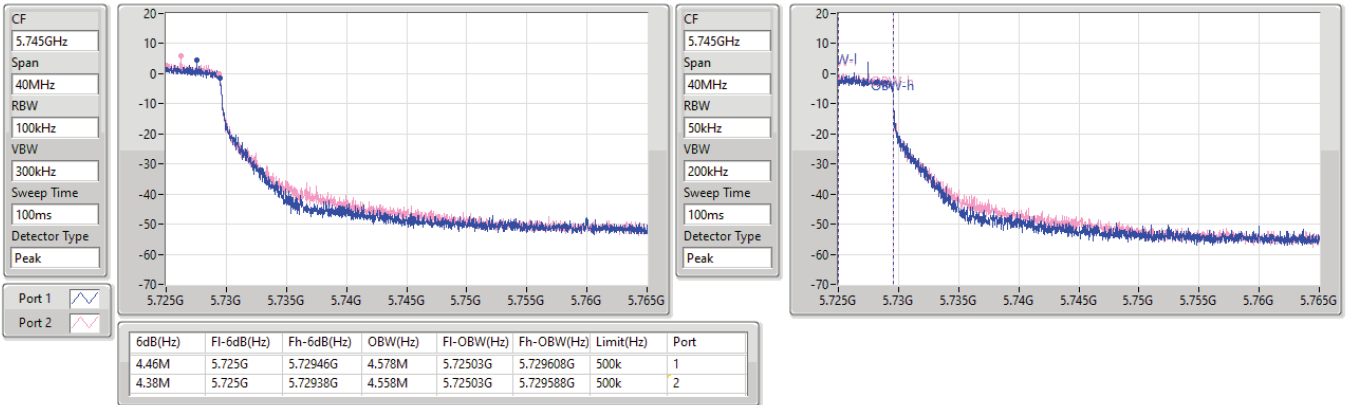 CF
5.745GHz
Span
40MHz
RBW
100kHz
VBW
300kHz
Sweep Time
100ms
Detector Type
Peak
Port 1
Port 2
20
10
0
-10
-20
-30
-40
-50
-60
-70
5.725G 5.73G 5.735G 5.74G 5.745G 5.75G 5.755G 5.76G 5.765G
CF
5.745GHz
Span
40MHz
RBW
50kHz
VBW
200kHz
Sweep Time
100ms
Detector Type
Peak
20
10
0
-10
-20
-30
-40
-50
-60
-70
W-l
OBW-h
5.725G 5.73G 5.735G 5.74G 5.745G 5.75G 5.755G 5.76G 5.765G
6dB(Hz) Fl-6dB(Hz) Fh-6dB(Hz) OBW(Hz) Fl-OBW(Hz) Fh-OBW(Hz) Limit(Hz) Port
4.46M 5.725G 5.72946G 4.578M 5.72503G 5.729608G 500k 1
4.38M 5.725G 5.72938G 4.558M 5.72503G 5.729588G 500k 2